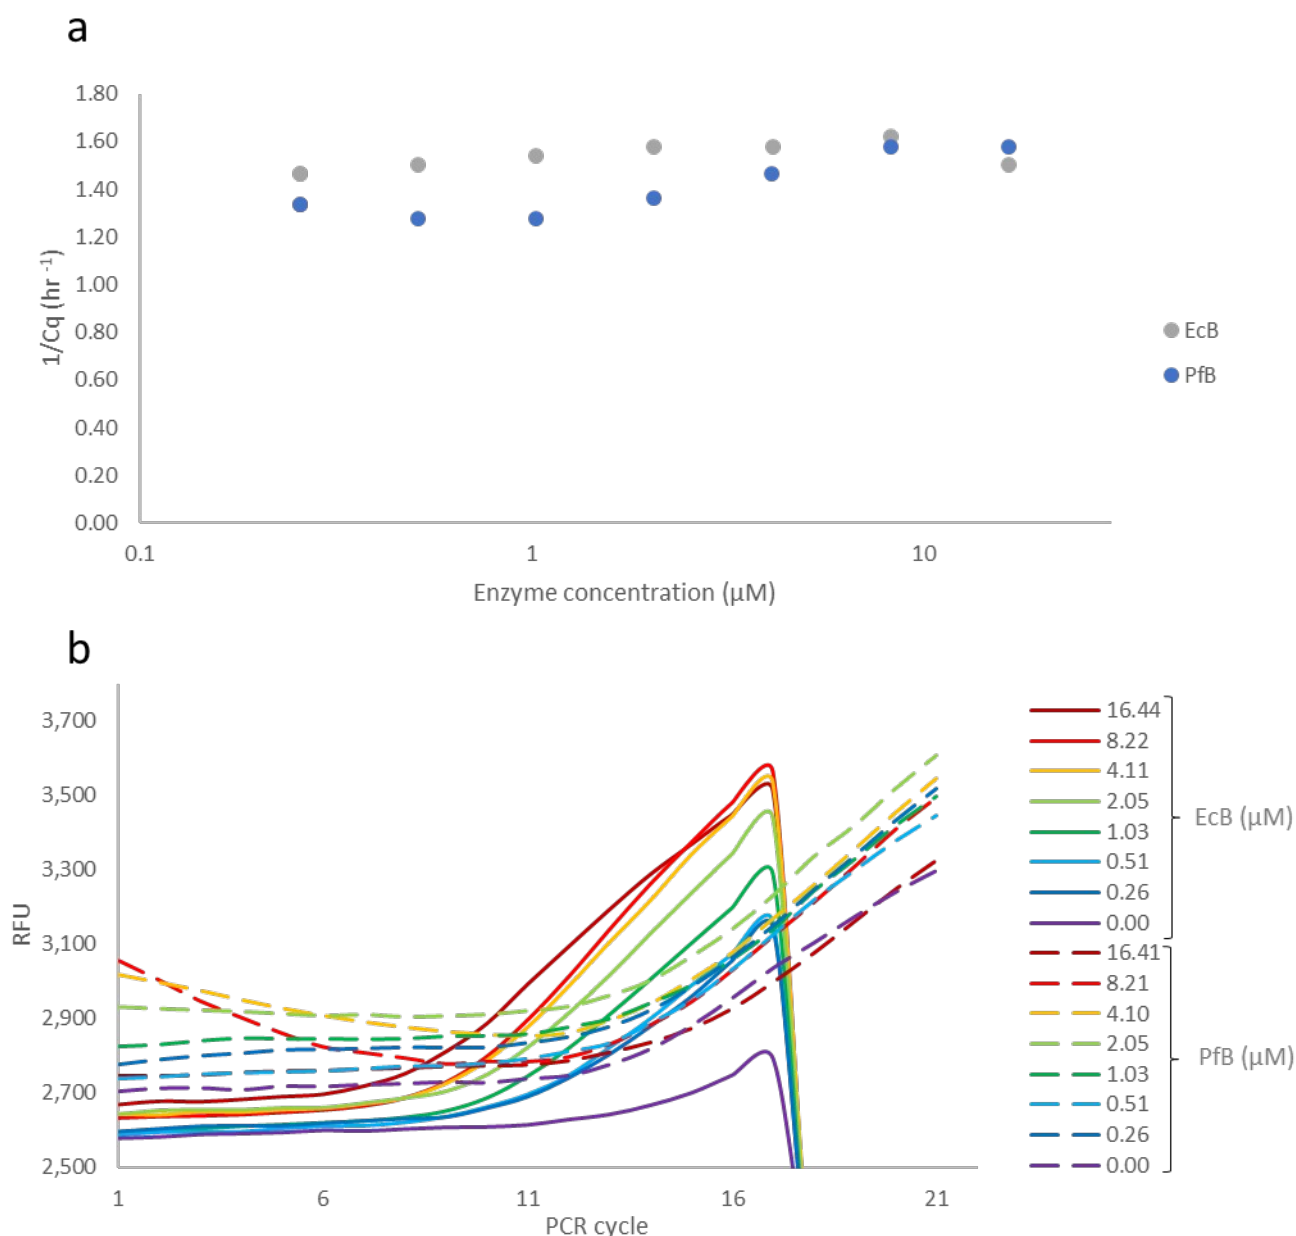 a
1.80
1.60
1.40
1.20
1.00
0.80
0.60
0.40
0.20
0.00
1/Cq (hr -1)
0.1 1 10
Enzyme concentration (µM)
EcB
PfB
b
3,700
3,500
3,300
3,100
2,900
2,700
2,500
RFU
1 6 11 16 21
PCR cycle
16.44
8.22
4.11
2.05
1.03
0.51
0.26
0.00
EcB (µM)
16.41
8.21
4.10
2.05
1.03
0.51
0.26
0.00
PfB (µM)